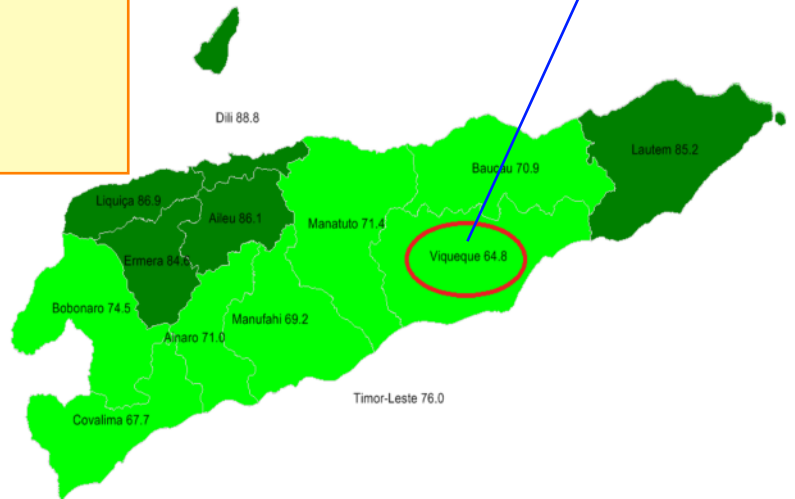 Dili 88.8
Lautem 85.2
Baucau 70.9
Liquiça 86.9
Aileu 86.1
Manatuto 71.4
Viqueque 64.8
Ermera 84.6
Bobonaro 74.5
Manufahi 69.2
Ainaro 71.0
Timor-Leste 76.0
Covalima 67.7